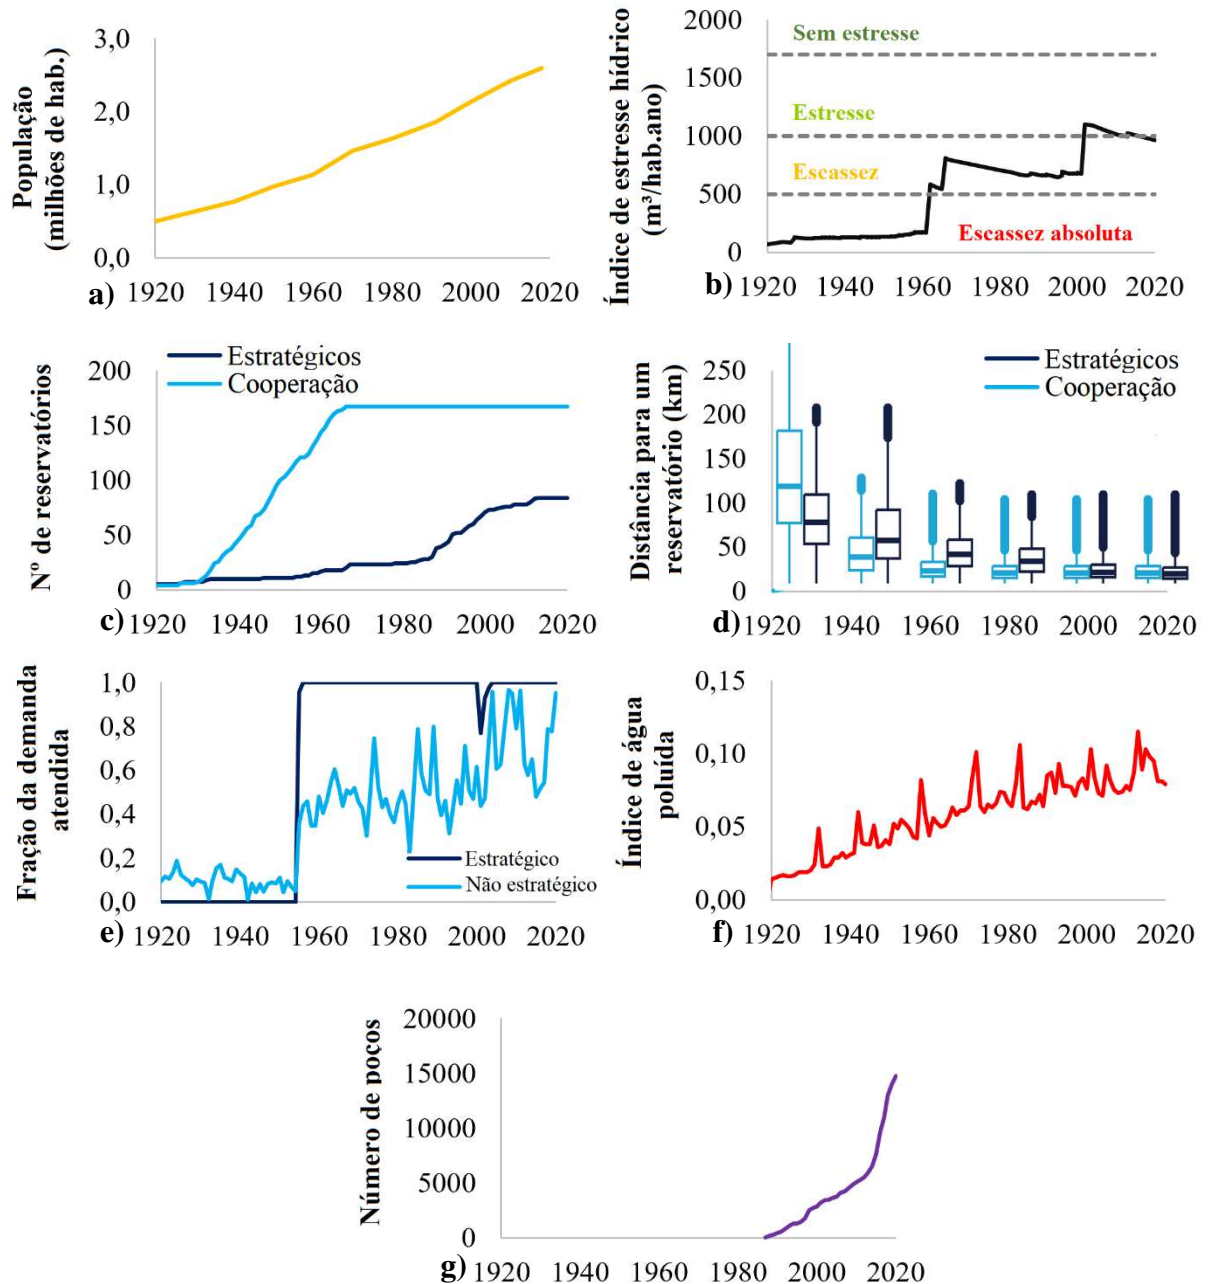 População
(milhões de hab.)
3,0
2,0
1,0
0,0
1920 1940 1960 1980 2000 2020
a)
Índice de estresse hídrico
(m³/hab.ano)
2000
1500
1000
500
0
Sem estresse
Estresse
Escassez
Escassez absoluta
1920 1940 1960 1980 2000 2020
b)
Nº de reservatórios
Estratégicos
Cooperação
200
150
100
50
0
c)
1920 1940 1960 1980 2000 2020
Distância para um
reservatório (km)
Estratégicos
Cooperação
250
200
150
100
50
0
d)
1920 1940 1960 1980 2000 2020
Fração da demanda
atendida
1,0
0,8
0,6
0,4
0,2
0,0
Estratégico
Não estratégico
e)
1920 1940 1960 1980 2000 2020
Índice de água
poluída
0,15
0,10
0,05
0,00
f)
1920 1940 1960 1980 2000 2020
Número de poços
20000
15000
10000
5000
0
g)
1920 1940 1960 1980 2000 2020